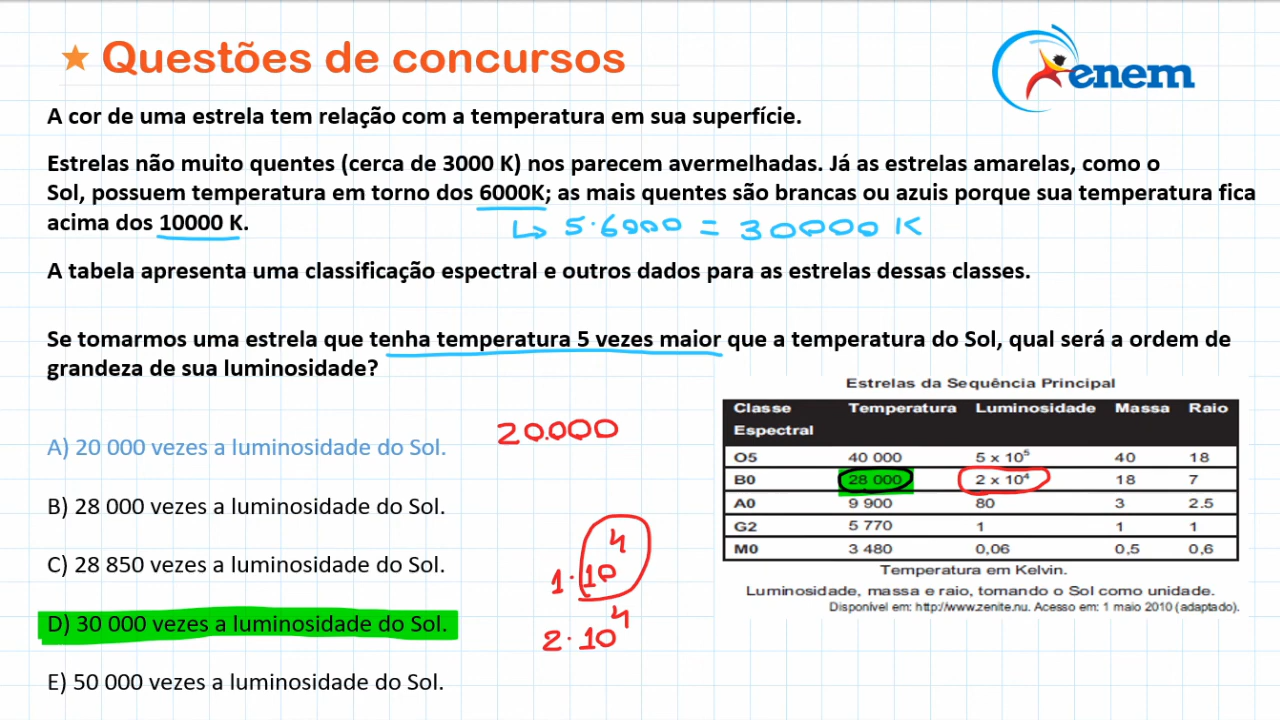 Questões de concursos
enem
A cor de uma estrela tem relação com a temperatura em sua superfície.
Estrelas não muito quentes (cerca de 3000 K) nos parecem avermelhadas. Já as estrelas amarelas, como o
Sol, possuem temperatura em torno dos 6000K; as mais quentes são brancas ou azuis porque sua temperatura fica
acima dos 10000 K.
↳ 5·6000 = 30000 K
A tabela apresenta uma classificação espectral e outros dados para as estrelas dessas classes.
Se tomarmos uma estrela que tenha temperatura 5 vezes maior que a temperatura do Sol, qual será a ordem de
grandeza de sua luminosidade?
A) 20 000 vezes a luminosidade do Sol.
20.000
B) 28 000 vezes a luminosidade do Sol.
C) 28 850 vezes a luminosidade do Sol.
1·10⁴
D) 30 000 vezes a luminosidade do Sol.
2·10⁴
E) 50 000 vezes a luminosidade do Sol.
Estrelas da Sequência Principal
Classe Espectral Temperatura Luminosidade Massa Raio
O5 40 000 5 x 10⁵ 40 18
B0 28 000 2 x 10⁴ 18 7
A0 9 900 80 3 2.5
G2 5 770 1 1 1
M0 3 480 0,06 0,5 0,6
Temperatura em Kelvin.
Luminosidade, massa e raio, tomando o Sol como unidade.
Disponível em: http://www.zenite.nu. Acesso em: 1 maio 2010 (adaptado).